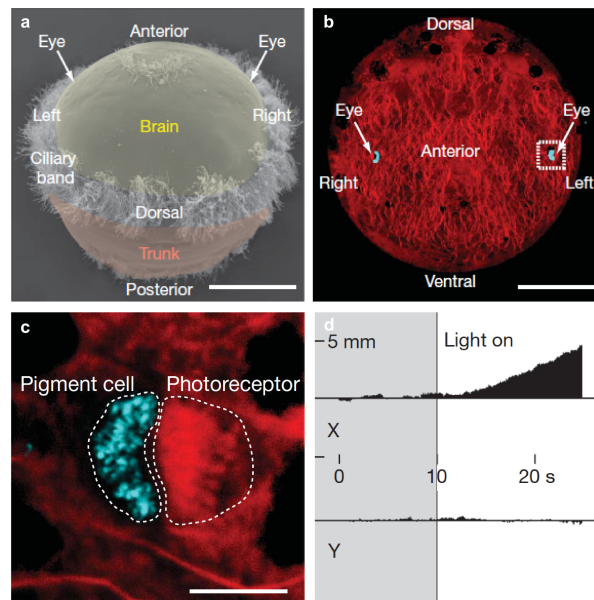 a
Anterior
Eye
Eye
Left
Right
Brain
Ciliary
band
Dorsal
Trunk
Posterior
b
Dorsal
Eye
Eye
Anterior
Right
Left
Ventral
c
Pigment cell
Photoreceptor
d
5 mm
Light on
X
0
10
20 s
Y